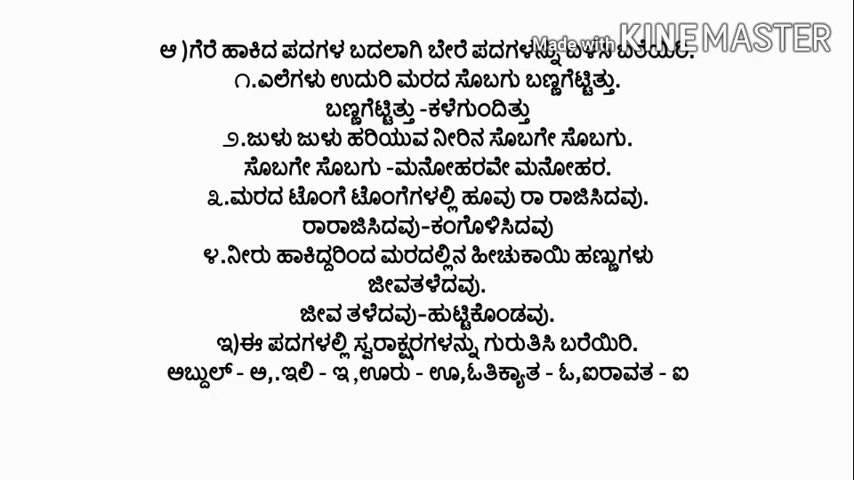 ಆ )ಗೆರೆ ಹಾಕಿದ ಪದಗಳ ಬದಲಾಗಿ ಬೇರೆ ಪದಗಳನ್ನು ಬಳಸಿ ಬರೆಯಿರಿ.
Made with KINEMASTER
೧.ಎಲೆಗಳು ಉದುರಿ ಮರದ ಸೊಬಗು ಬಣ್ಣಗೆಟ್ಟಿತ್ತು.
ಬಣ್ಣಗೆಟ್ಟಿತ್ತು -ಕಳೆಗುಂದಿತ್ತು
೨.ಜುಳು ಜುಳು ಹರಿಯುವ ನೀರಿನ ಸೊಬಗೇ ಸೊಬಗು.
ಸೊಬಗೇ ಸೊಬಗು -ಮನೋಹರವೇ ಮನೋಹರ.
೩.ಮರದ ಟೊಂಗೆ ಟೊಂಗೆಗಳಲ್ಲಿ ಹೂವು ರಾ ರಾಜಿಸಿದವು.
ರಾರಾಜಿಸಿದವು-ಕಂಗೊಳಿಸಿದವು
೪.ನೀರು ಹಾಕಿದ್ದರಿಂದ ಮರದಲ್ಲಿನ ಹೀಚುಕಾಯಿ ಹಣ್ಣುಗಳು
ಜೀವತಳೆದವು.
ಜೀವ ತಳೆದವು-ಹುಟ್ಟಿಕೊಂಡವು.
ಇ)ಈ ಪದಗಳಲ್ಲಿ ಸ್ವರಾಕ್ಷರಗಳನ್ನು ಗುರುತಿಸಿ ಬರೆಯಿರಿ.
ಅಬ್ದುಲ್ - ಅ,.ಇಲಿ - ಇ ,ಊರು - ಊ,ಓತಿಕ್ಯಾತ - ಓ,ಐರಾವತ - ಐ